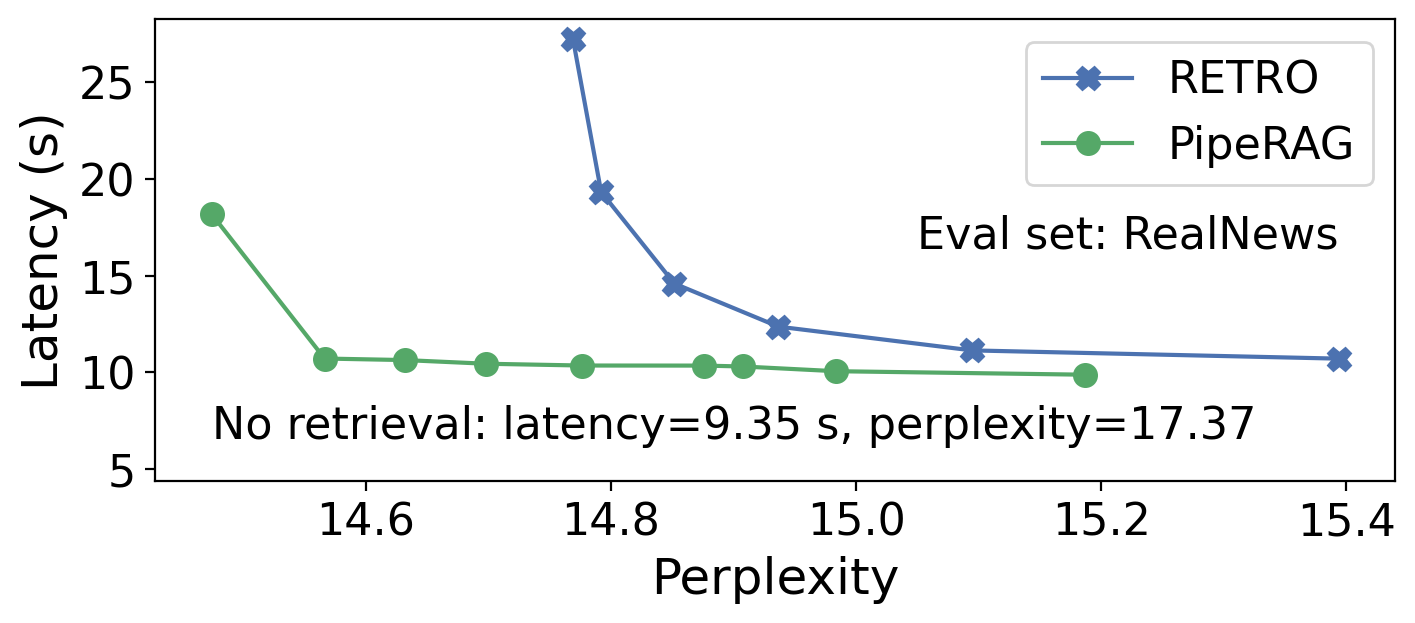 RETRO
PipeRAG
Eval set: RealNews
No retrieval: latency=9.35 s, perplexity=17.37
Latency (s)
25
20
15
10
5
14.6 14.8 15.0 15.2 15.4
Perplexity